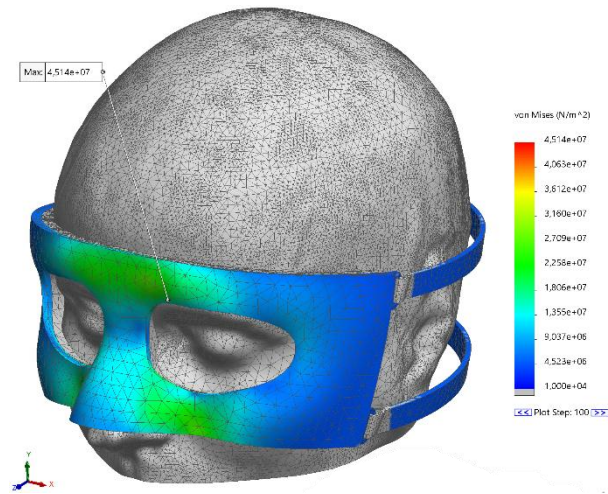 Max: 4,514e+07
von Mises (N/m^2)
4,514e+07
4,063e+07
3,612e+07
3,160e+07
2,709e+07
2,258e+07
1,806e+07
1,355e+07
9,037e+06
4,523e+06
1,000e+04
<< Plot Step: 100 >>
Y
Z
X